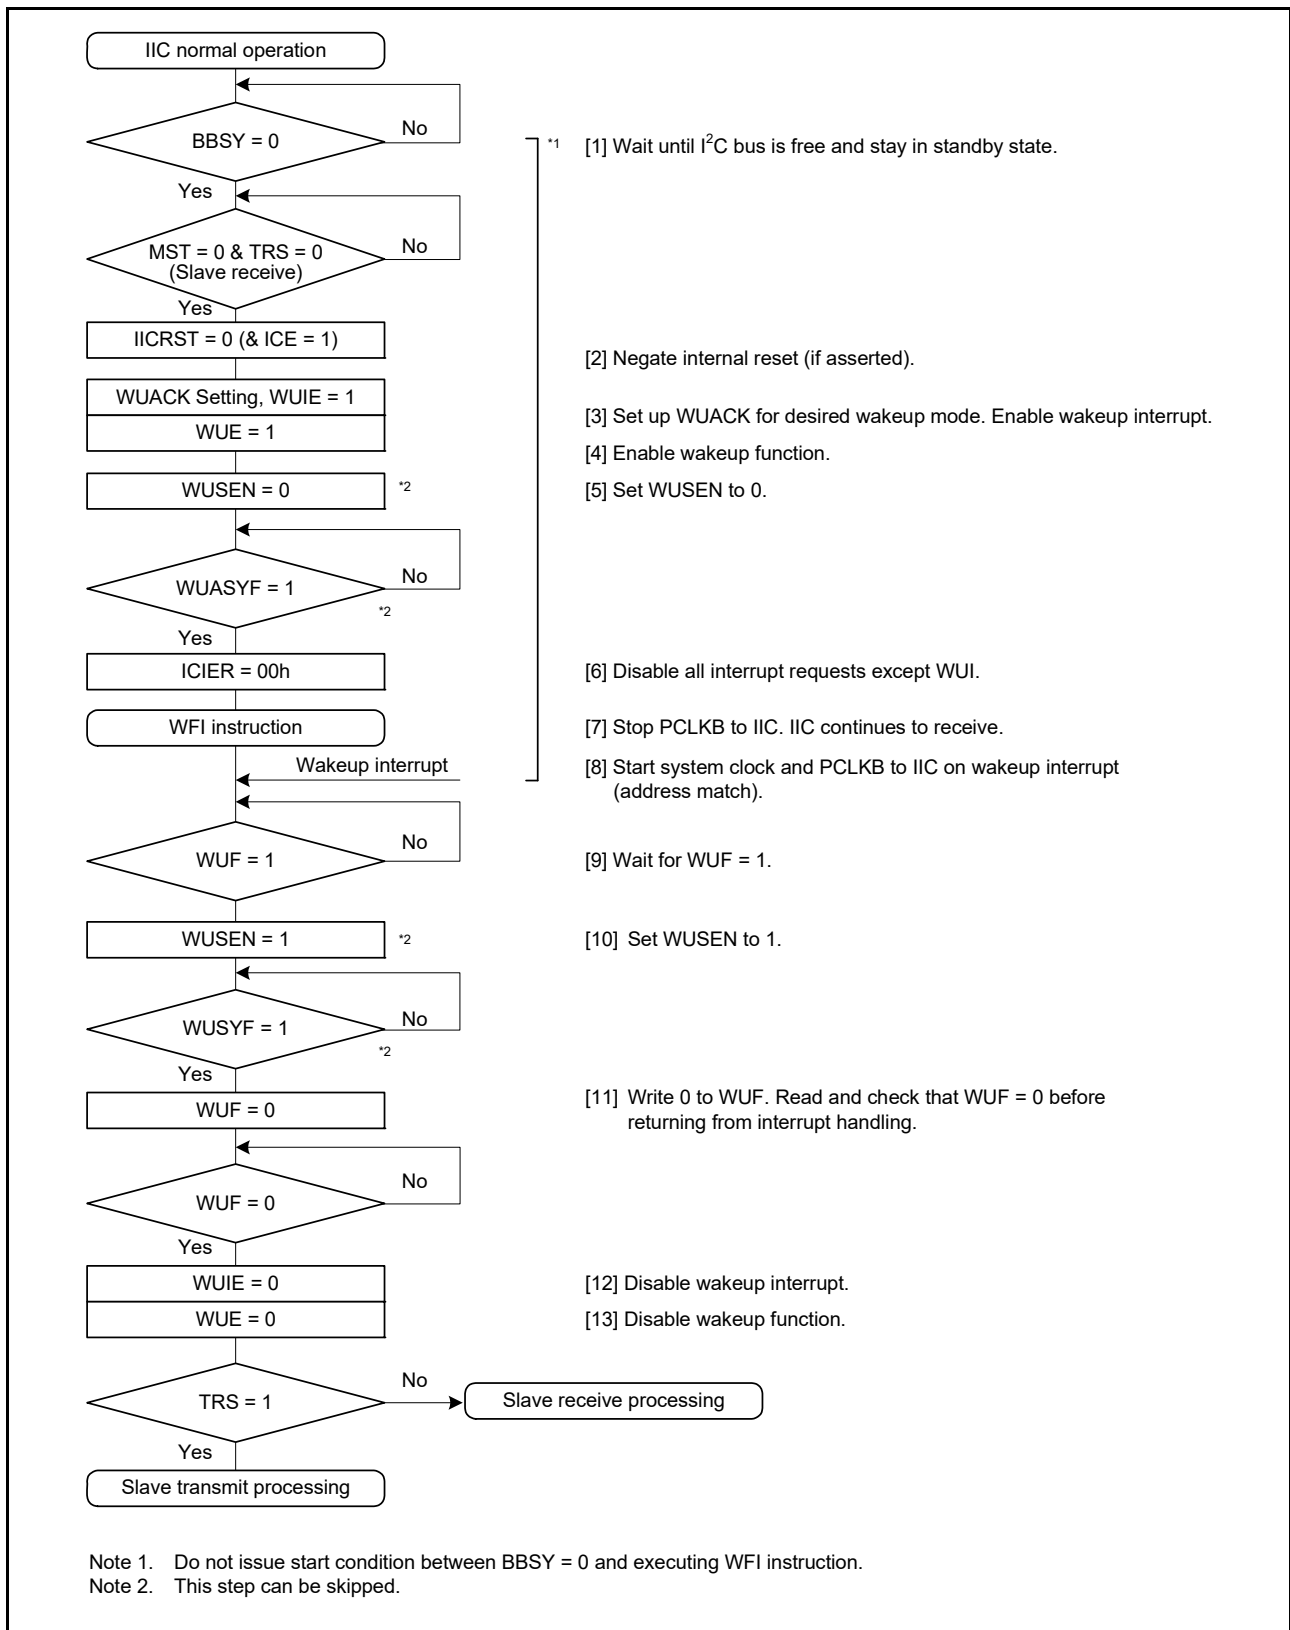 IIC normal operation
BBSY = 0
No
*1
[1] Wait until I²C bus is free and stay in standby state.
Yes
MST = 0 & TRS = 0
(Slave receive)
No
Yes
IICRST = 0 (& ICE = 1)
[2] Negate internal reset (if asserted).
WUACK Setting, WUIE = 1
[3] Set up WUACK for desired wakeup mode. Enable wakeup interrupt.
WUE = 1
[4] Enable wakeup function.
WUSEN = 0
*2
[5] Set WUSEN to 0.
WUASYF = 1
No
*2
Yes
ICIER = 00h
[6] Disable all interrupt requests except WUI.
WFI instruction
[7] Stop PCLKB to IIC. IIC continues to receive.
Wakeup interrupt
[8] Start system clock and PCLKB to IIC on wakeup interrupt
(address match).
WUF = 1
No
[9] Wait for WUF = 1.
WUSEN = 1
*2
[10] Set WUSEN to 1.
WUSYF = 1
No
*2
Yes
WUF = 0
[11] Write 0 to WUF. Read and check that WUF = 0 before
returning from interrupt handling.
WUF = 0
No
Yes
WUIE = 0
[12] Disable wakeup interrupt.
WUE = 0
[13] Disable wakeup function.
TRS = 1
No
Slave receive processing
Yes
Slave transmit processing
Note 1. Do not issue start condition between BBSY = 0 and executing WFI instruction.
Note 2. This step can be skipped.